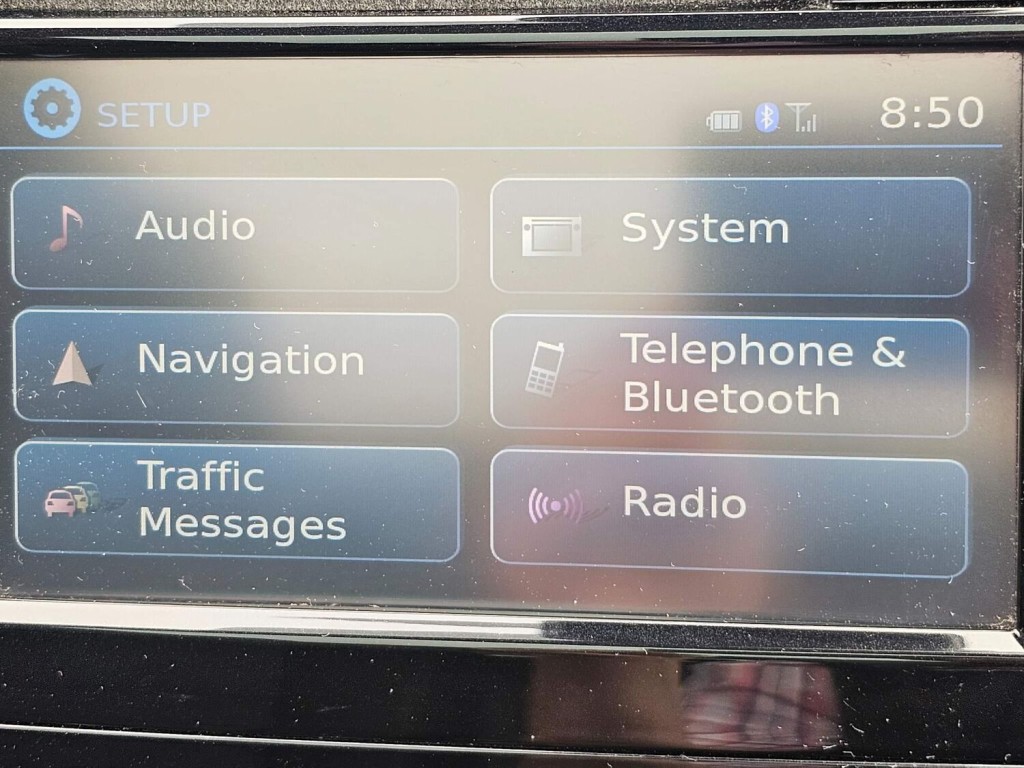 SETUP 8:50
Audio
System
Navigation
Telephone &
Bluetooth
Traffic
Messages
Radio